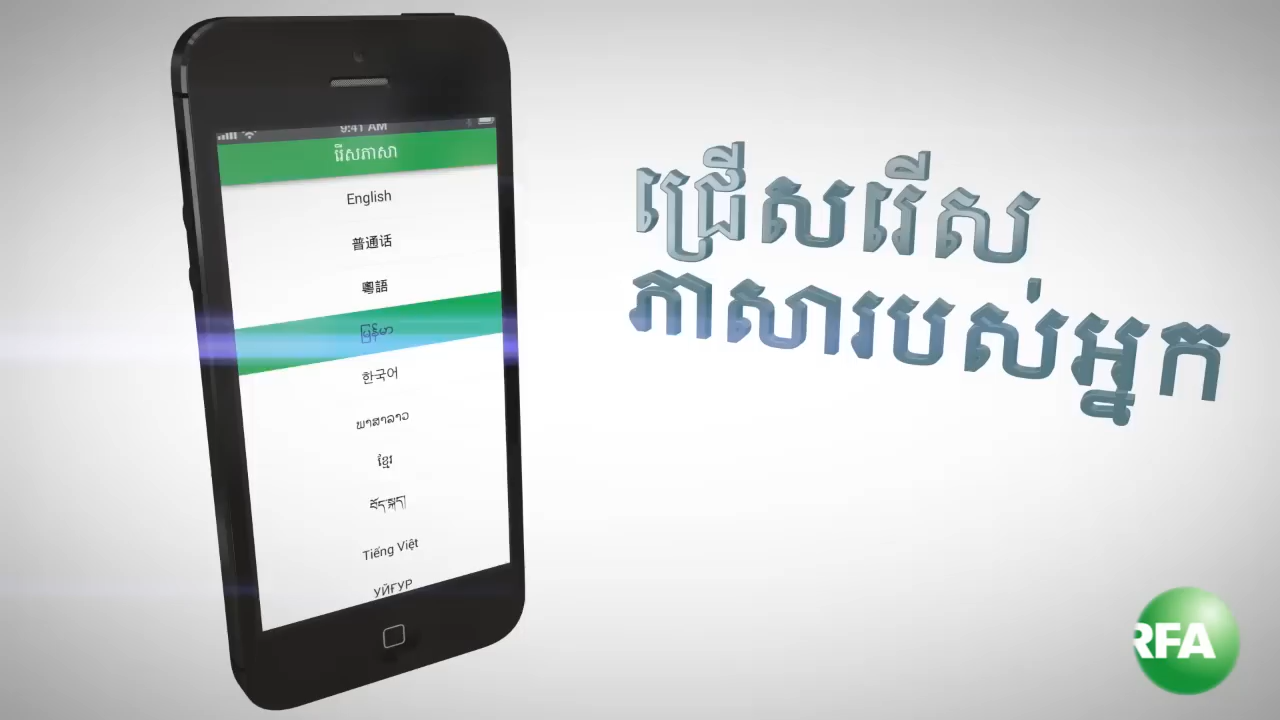 9:41 AM
រើសភាសា
English
普通话
粵語
မြန်မာ
한국어
ພາສາລາວ
ខ្មែរ
བོད་སྐད།
Tiếng Việt
УЙҒУР
ជ្រើសរើស
ភាសារបស់អ្នក
RFA